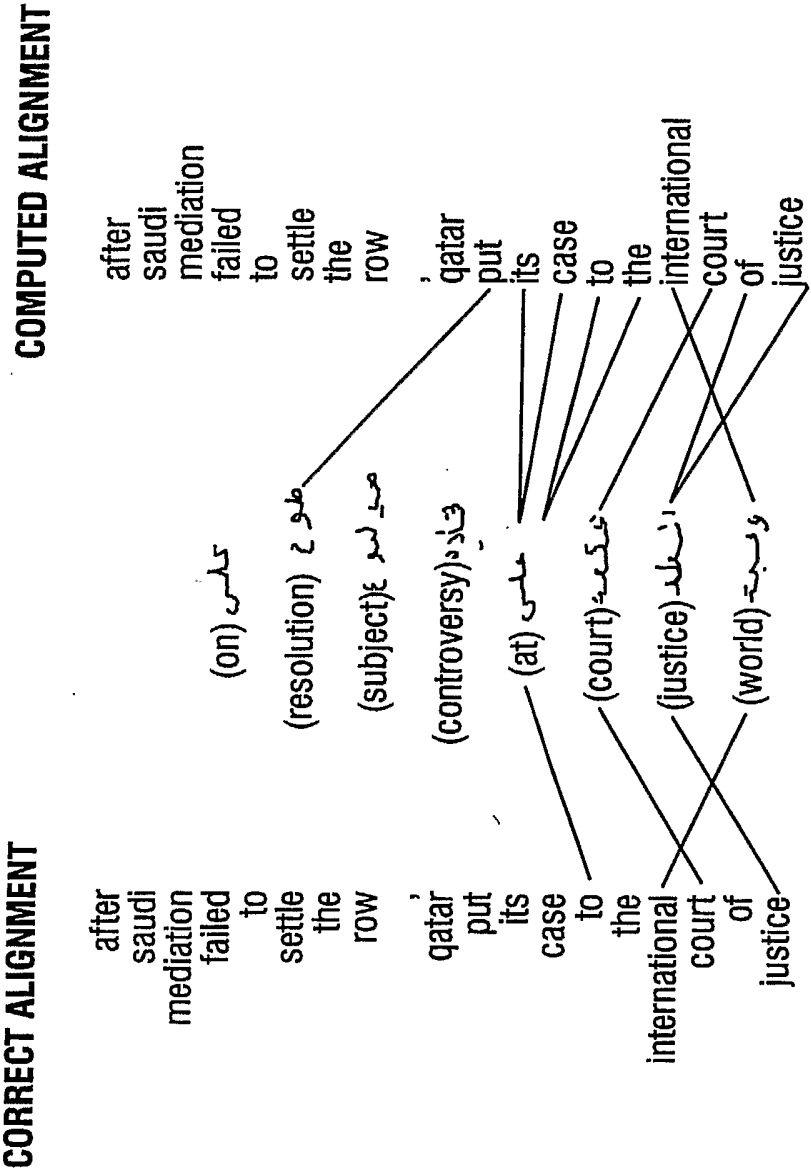 CORRECT ALIGNMENT
after
saudi
mediation
failed
to
settle
the
row
,
qatar
put
its
case
to
the
international
court
of
justice
(on)
(resolution)
(subject)
(controversy)
(at)
(court)
(justice)
(world)
COMPUTED ALIGNMENT
after
saudi
mediation
failed
to
settle
the
row
,
qatar
put
its
case
to
the
international
court
of
justice